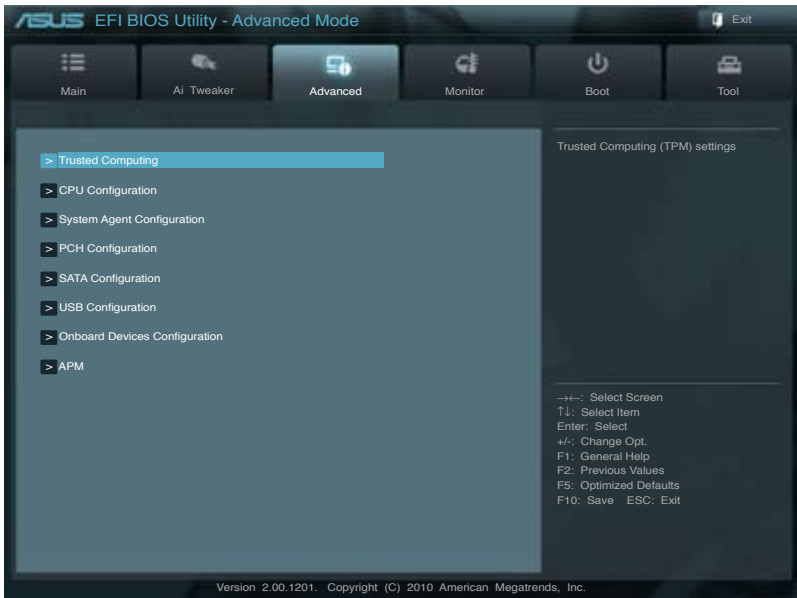 ASUS EFI BIOS Utility - Advanced Mode
Exit
Main
Ai Tweaker
Advanced
Monitor
Boot
Tool
> Trusted Computing
> CPU Configuration
> System Agent Configuration
> PCH Configuration
> SATA Configuration
> USB Configuration
> Onboard Devices Configuration
> APM
Trusted Computing (TPM) settings
→←: Select Screen
↑↓: Select Item
Enter: Select
+/-: Change Opt.
F1: General Help
F2: Previous Values
F5: Optimized Defaults
F10: Save ESC: Exit
Version 2.00.1201. Copyright (C) 2010 American Megatrends, Inc.